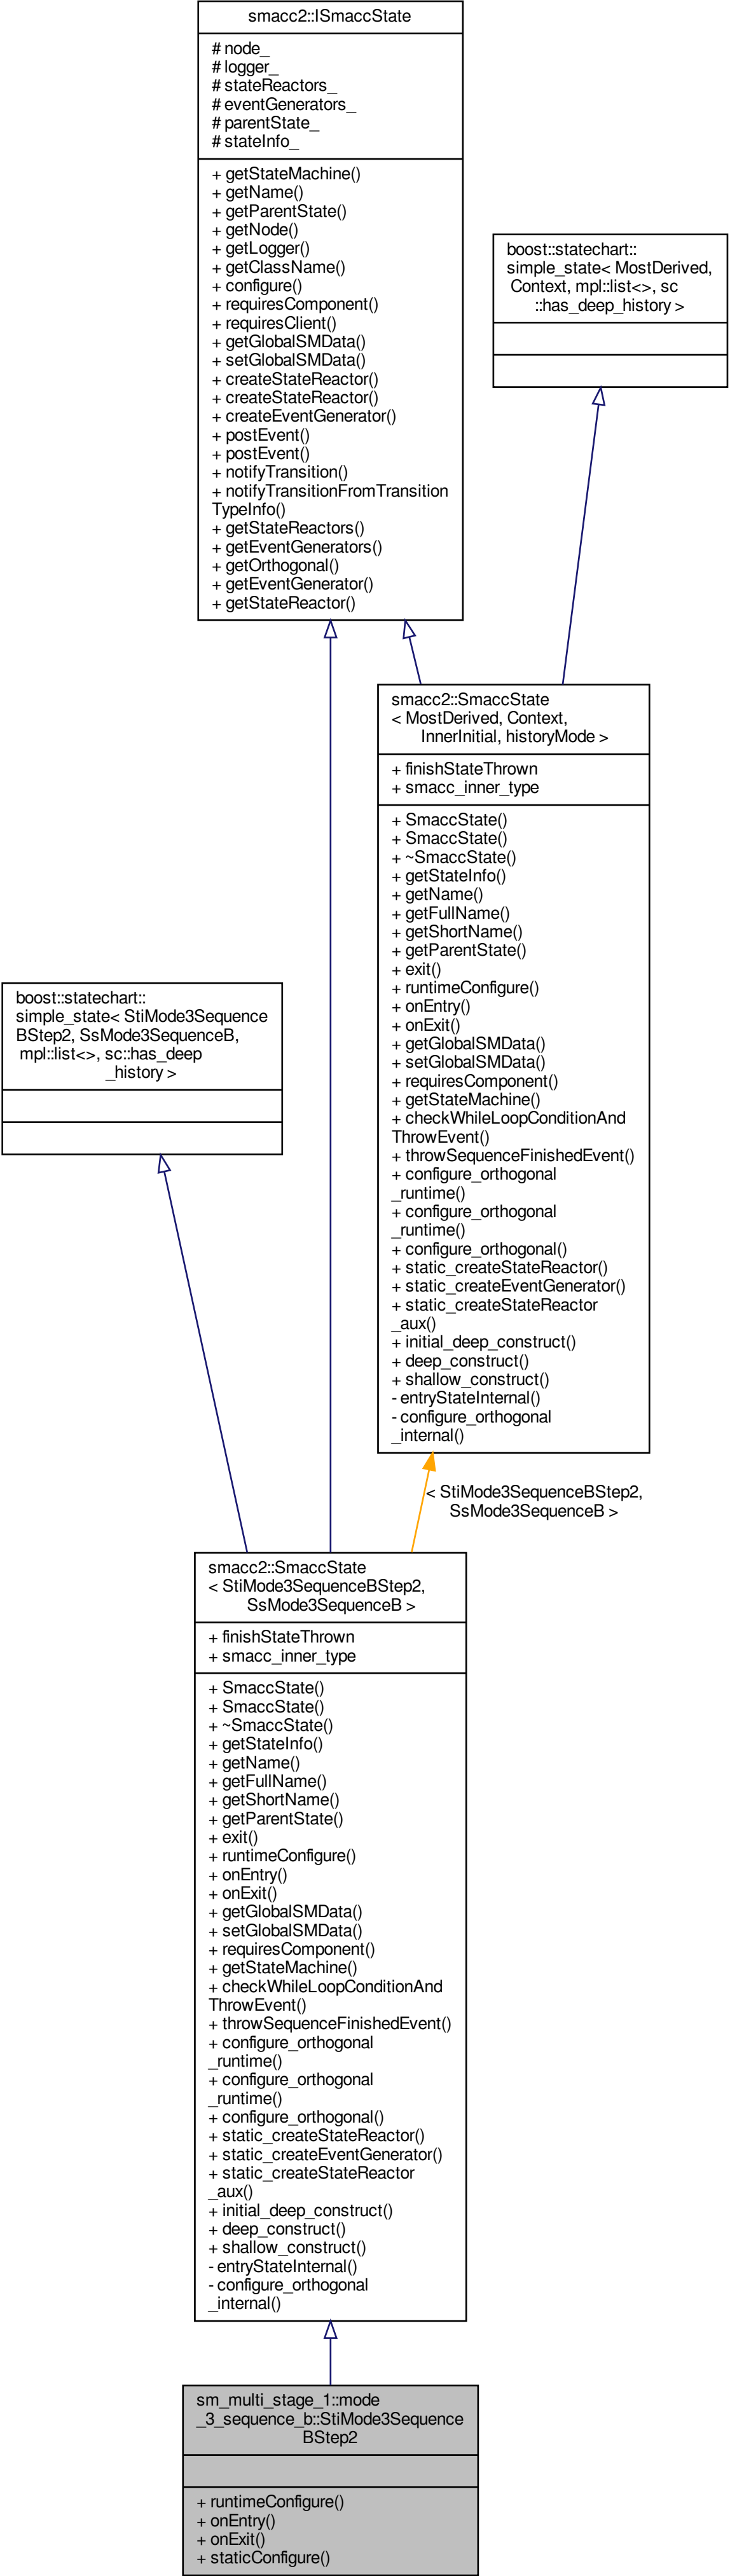 smacc2::ISmaccState
# node_
# logger_
# stateReactors_
# eventGenerators_
# parentState_
# stateInfo_
+ getStateMachine()
+ getName()
+ getParentState()
+ getNode()
+ getLogger()
+ getClassName()
+ configure()
+ requiresComponent()
+ requiresClient()
+ getGlobalSMData()
+ setGlobalSMData()
+ createStateReactor()
+ createStateReactor()
+ createEventGenerator()
+ postEvent()
+ postEvent()
+ notifyTransition()
+ notifyTransitionFromTransition
TypeInfo()
+ getStateReactors()
+ getEventGenerators()
+ getOrthogonal()
+ getEventGenerator()
+ getStateReactor()
boost::statechart::
simple_state< MostDerived,
Context, mpl::list<>, sc
::has_deep_history >
smacc2::SmaccState
< MostDerived, Context,
InnerInitial, historyMode >
+ finishStateThrown
+ smacc_inner_type
+ SmaccState()
+ SmaccState()
+ ~SmaccState()
+ getStateInfo()
+ getName()
+ getFullName()
+ getShortName()
+ getParentState()
+ exit()
+ runtimeConfigure()
+ onEntry()
+ onExit()
+ getGlobalSMData()
+ setGlobalSMData()
+ requiresComponent()
+ getStateMachine()
+ checkWhileLoopConditionAnd
ThrowEvent()
+ throwSequenceFinishedEvent()
+ configure_orthogonal
_runtime()
+ configure_orthogonal
_runtime()
+ configure_orthogonal()
+ static_createStateReactor()
+ static_createEventGenerator()
+ static_createStateReactor
_aux()
+ initial_deep_construct()
+ deep_construct()
+ shallow_construct()
- entryStateInternal()
- configure_orthogonal
_internal()
boost::statechart::
simple_state< StiMode3Sequence
BStep2, SsMode3SequenceB,
mpl::list<>, sc::has_deep
_history >
< StiMode3SequenceBStep2,
SsMode3SequenceB >
smacc2::SmaccState
< StiMode3SequenceBStep2,
SsMode3SequenceB >
+ finishStateThrown
+ smacc_inner_type
+ SmaccState()
+ SmaccState()
+ ~SmaccState()
+ getStateInfo()
+ getName()
+ getFullName()
+ getShortName()
+ getParentState()
+ exit()
+ runtimeConfigure()
+ onEntry()
+ onExit()
+ getGlobalSMData()
+ setGlobalSMData()
+ requiresComponent()
+ getStateMachine()
+ checkWhileLoopConditionAnd
ThrowEvent()
+ throwSequenceFinishedEvent()
+ configure_orthogonal
_runtime()
+ configure_orthogonal
_runtime()
+ configure_orthogonal()
+ static_createStateReactor()
+ static_createEventGenerator()
+ static_createStateReactor
_aux()
+ initial_deep_construct()
+ deep_construct()
+ shallow_construct()
- entryStateInternal()
- configure_orthogonal
_internal()
sm_multi_stage_1::mode
_3_sequence_b::StiMode3Sequence
BStep2
+ runtimeConfigure()
+ onEntry()
+ onExit()
+ staticConfigure()